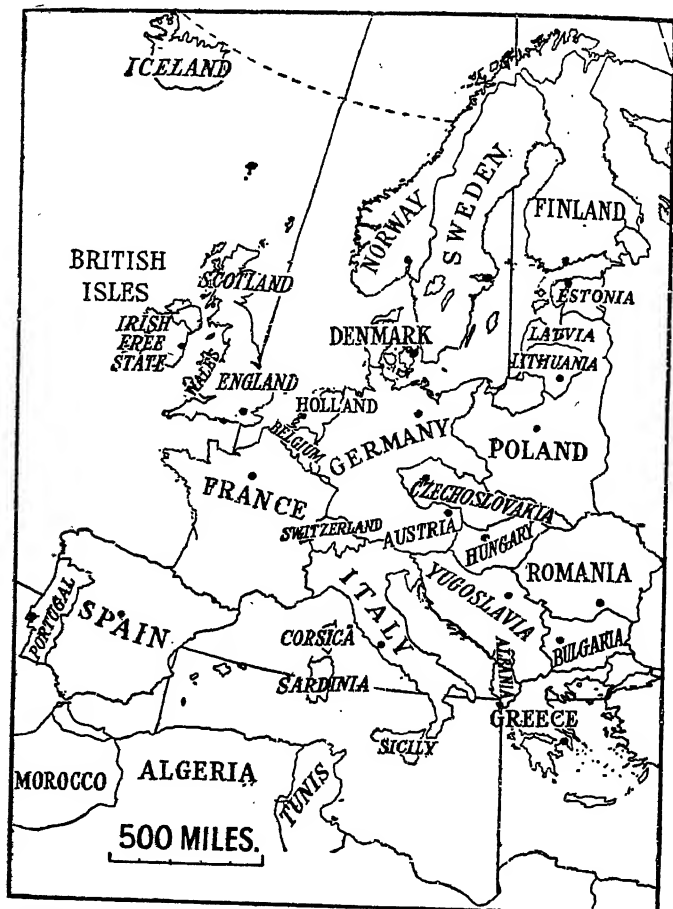 ICELAND
NORWAY
SWEDEN
FINLAND
BRITISH
ISLES
SCOTLAND
IRISH
FREE
STATE
WALES
ENGLAND
DENMARK
ESTONIA
LATVIA
LITHUANIA
HOLLAND
BELGIUM
GERMANY
POLAND
FRANCE
CZECHOSLOVAKIA
SWITZERLAND
AUSTRIA
HUNGARY
ROMANIA
ITALY
YUGOSLAVIA
PORTUGAL
SPAIN
CORSICA
SARDINIA
ALBANIA
BULGARIA
GREECE
SICILY
MOROCCO
ALGERIA
TUNIS
500 MILES.